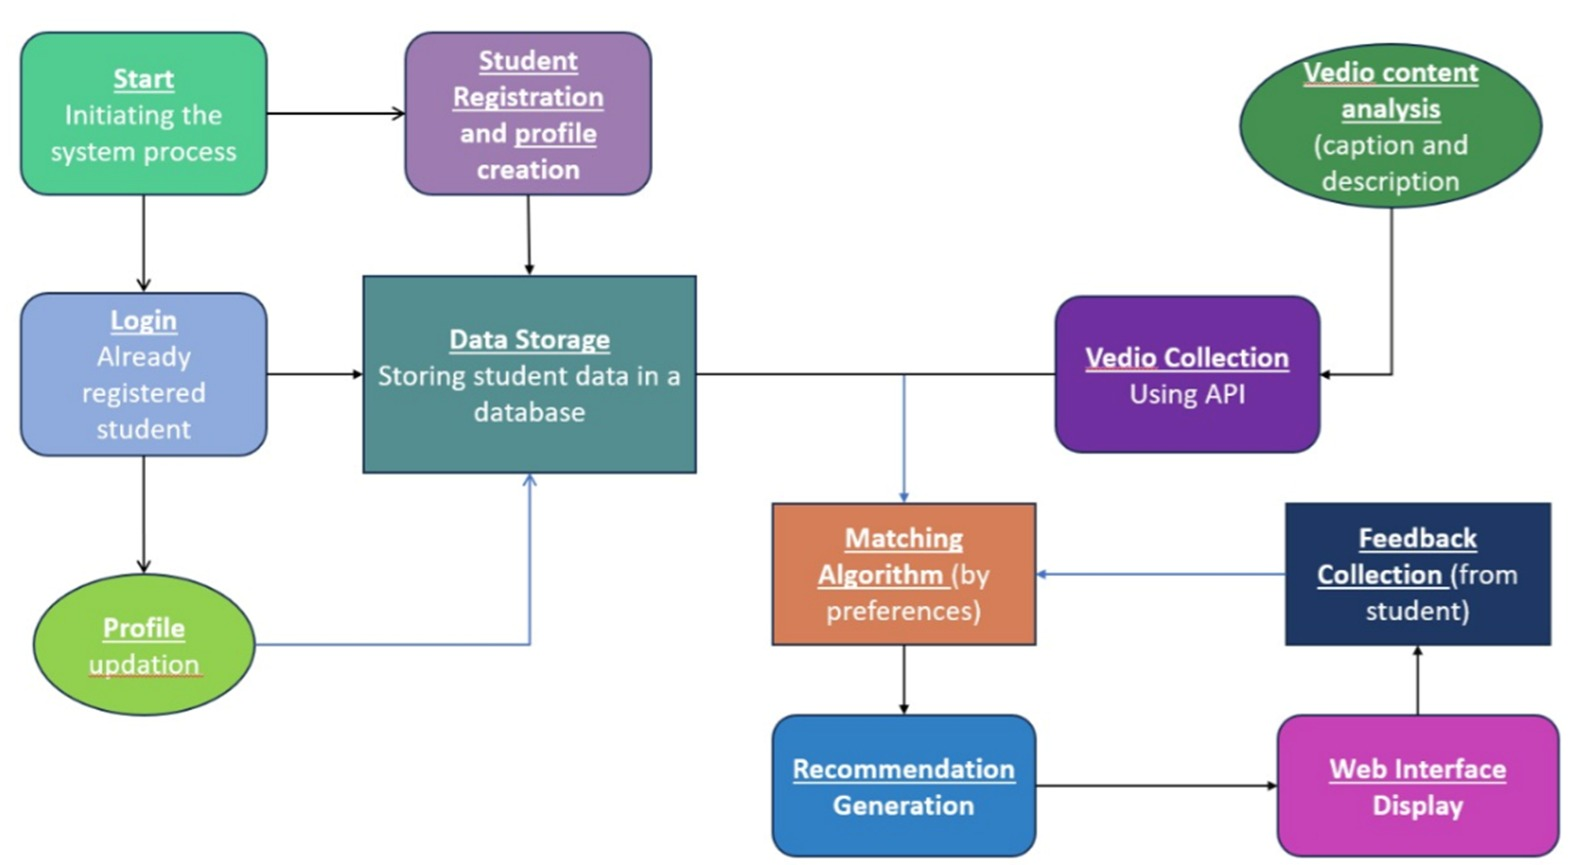 Start
Initiating the
system process
Student
Registration
and profile
creation
Vedio content
analysis
(caption and
description
Login
Already
registered
student
Data Storage
Storing student data in a
database
Vedio Collection
Using API
Matching
Algorithm (by
preferences)
Feedback
Collection (from
student)
Profile
updation
Recommendation
Generation
Web Interface
Display